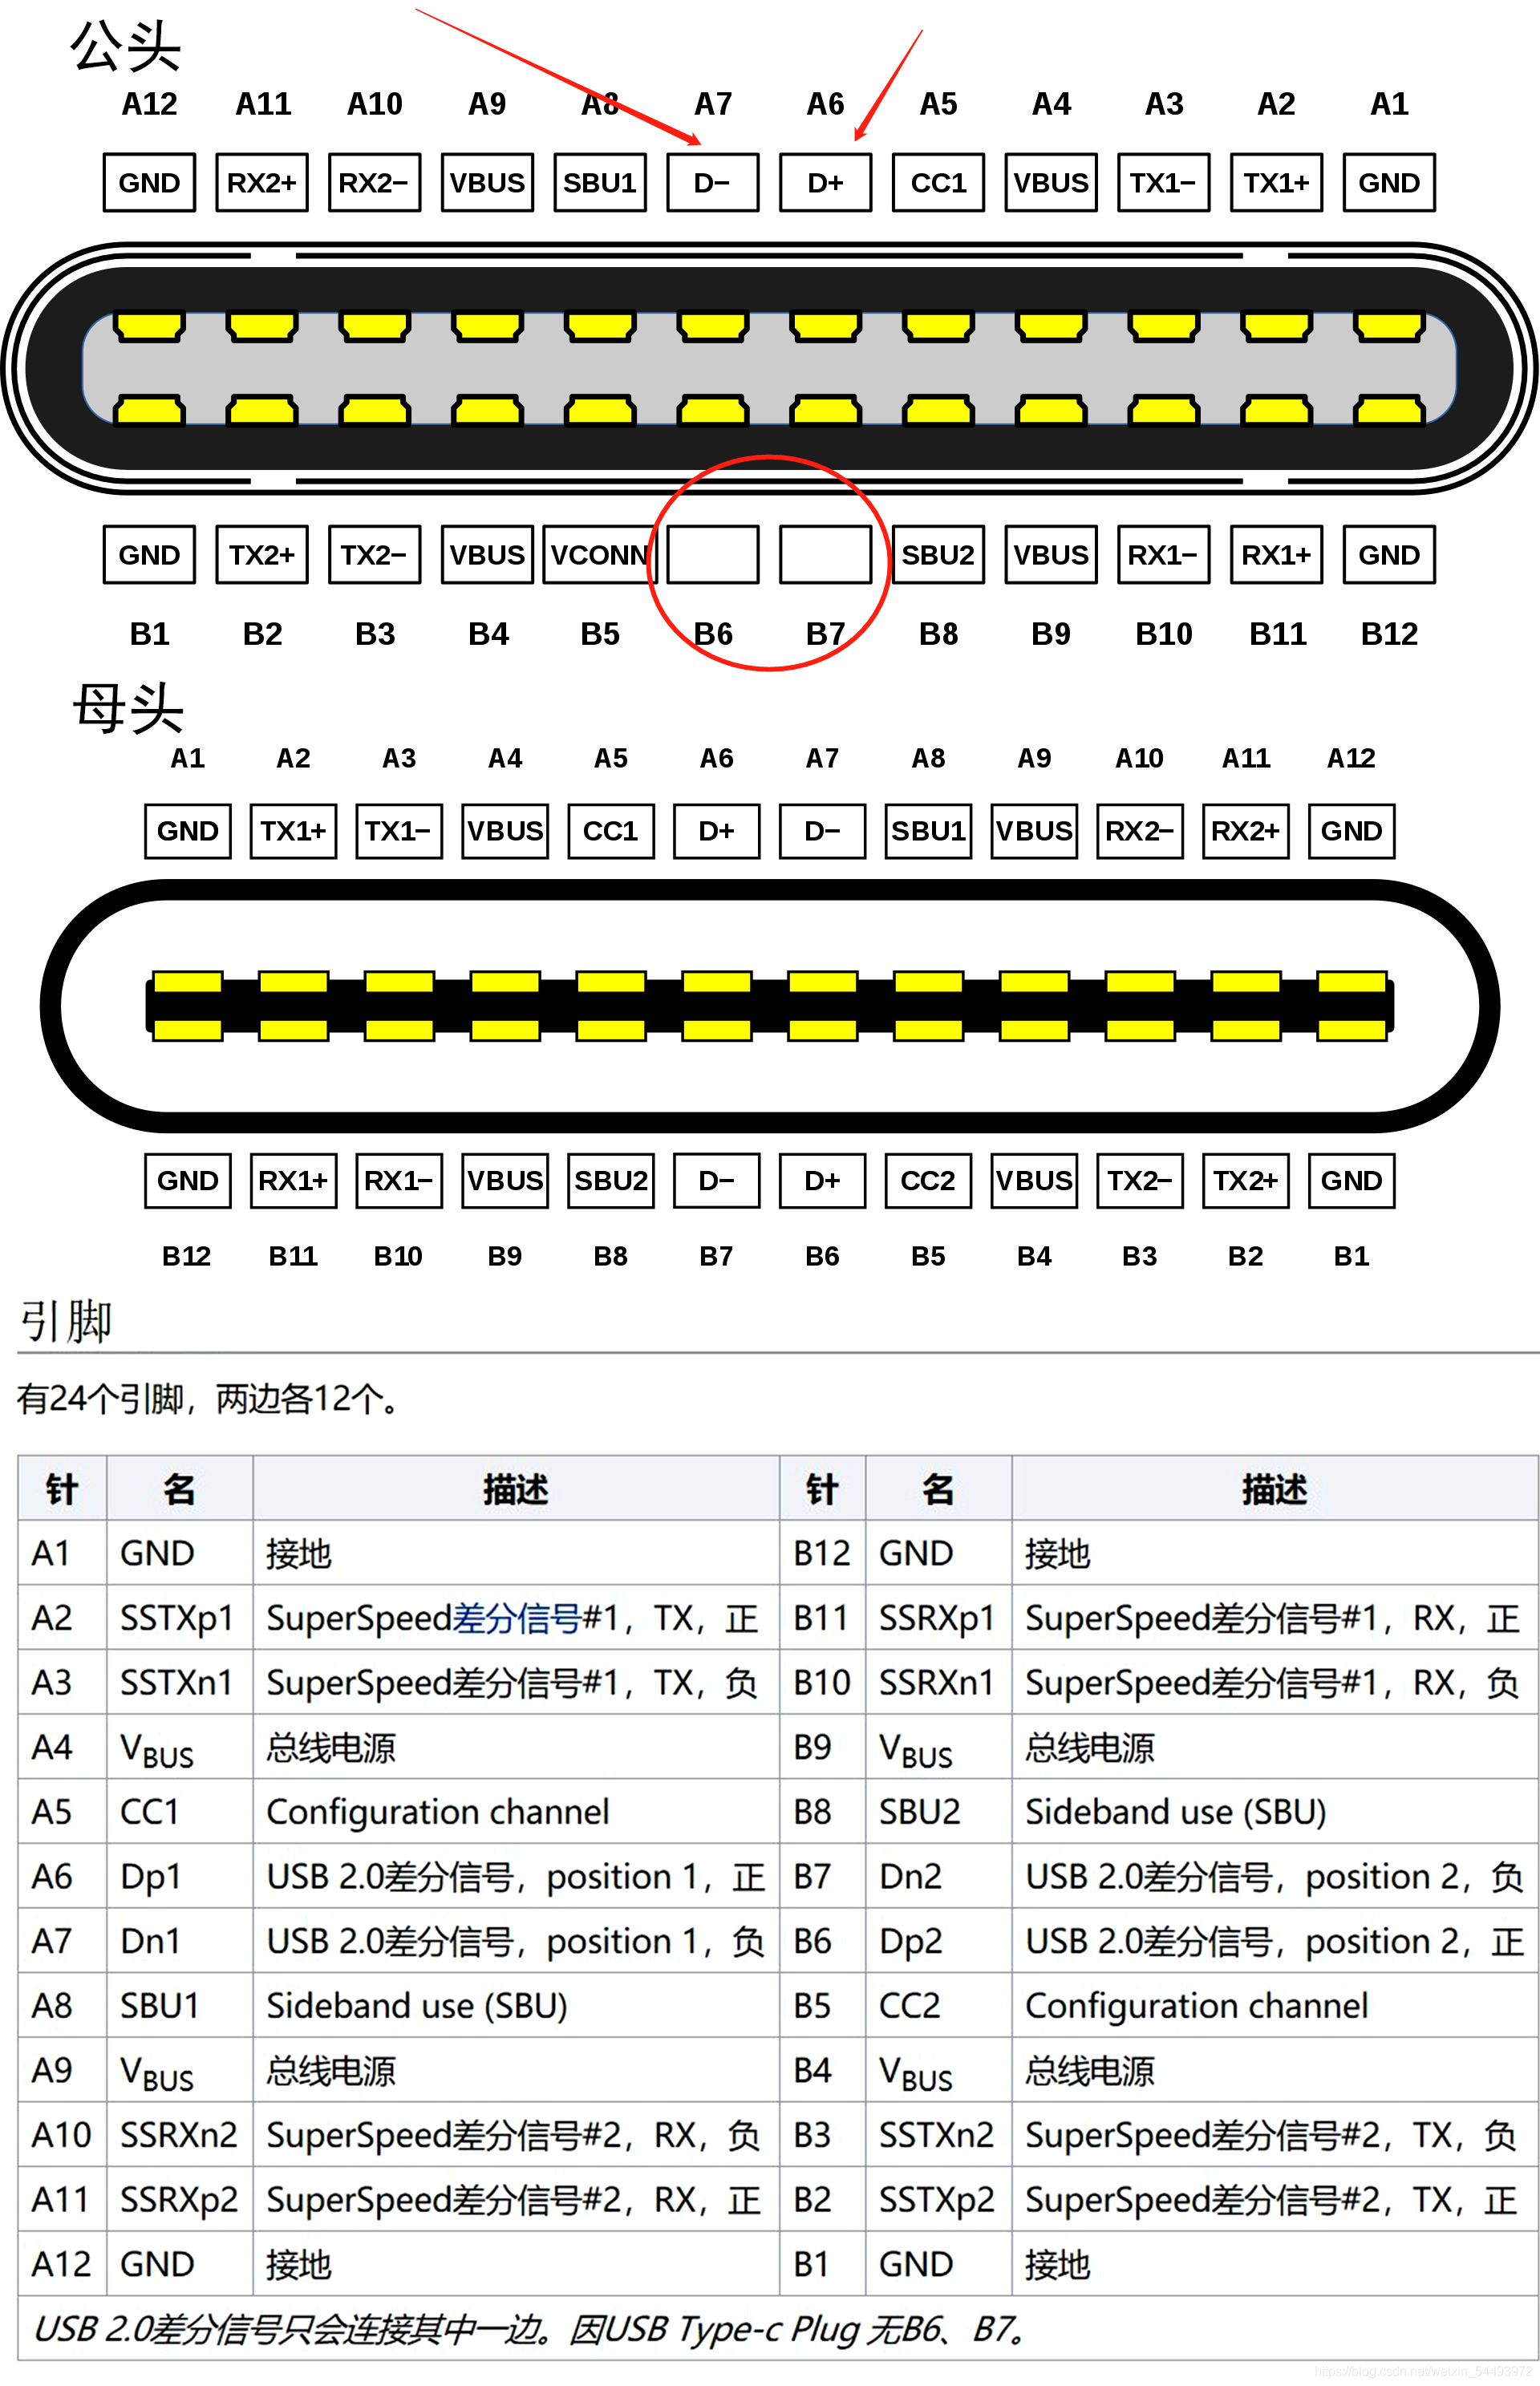 公头
A12 A11 A10 A9 A8 A7 A6 A5 A4 A3 A2 A1
GND RX2+ RX2− VBUS SBU1 D− D+ CC1 VBUS TX1− TX1+ GND
GND TX2+ TX2− VBUS VCONN SBU2 VBUS RX1− RX1+ GND
B1 B2 B3 B4 B5 B6 B7 B8 B9 B10 B11 B12
母头
A1 A2 A3 A4 A5 A6 A7 A8 A9 A10 A11 A12
GND TX1+ TX1− VBUS CC1 D+ D− SBU1 VBUS RX2− RX2+ GND
GND RX1+ RX1− VBUS SBU2 D− D+ CC2 VBUS TX2− TX2+ GND
B12 B11 B10 B9 B8 B7 B6 B5 B4 B3 B2 B1
引脚
有24个引脚，两边各12个。
针 名 描述 针 名 描述
A1 GND 接地 B12 GND 接地
A2 SSTXp1 SuperSpeed差分信号#1，TX，正 B11 SSRXp1 SuperSpeed差分信号#1，RX，正
A3 SSTXn1 SuperSpeed差分信号#1，TX，负 B10 SSRXn1 SuperSpeed差分信号#1，RX，负
A4 VBUS 总线电源 B9 VBUS 总线电源
A5 CC1 Configuration channel B8 SBU2 Sideband use (SBU)
A6 Dp1 USB 2.0差分信号，position 1，正 B7 Dn2 USB 2.0差分信号，position 2，负
A7 Dn1 USB 2.0差分信号，position 1，负 B6 Dp2 USB 2.0差分信号，position 2，正
A8 SBU1 Sideband use (SBU) B5 CC2 Configuration channel
A9 VBUS 总线电源 B4 VBUS 总线电源
A10 SSRXn2 SuperSpeed差分信号#2，RX，负 B3 SSTXn2 SuperSpeed差分信号#2，TX，负
A11 SSRXp2 SuperSpeed差分信号#2，RX，正 B2 SSTXp2 SuperSpeed差分信号#2，TX，正
A12 GND 接地 B1 GND 接地
USB 2.0差分信号只会连接其中一边。因USB Type-c Plug 无B6、B7。
https://blog.csdn.net/weixin_54493972